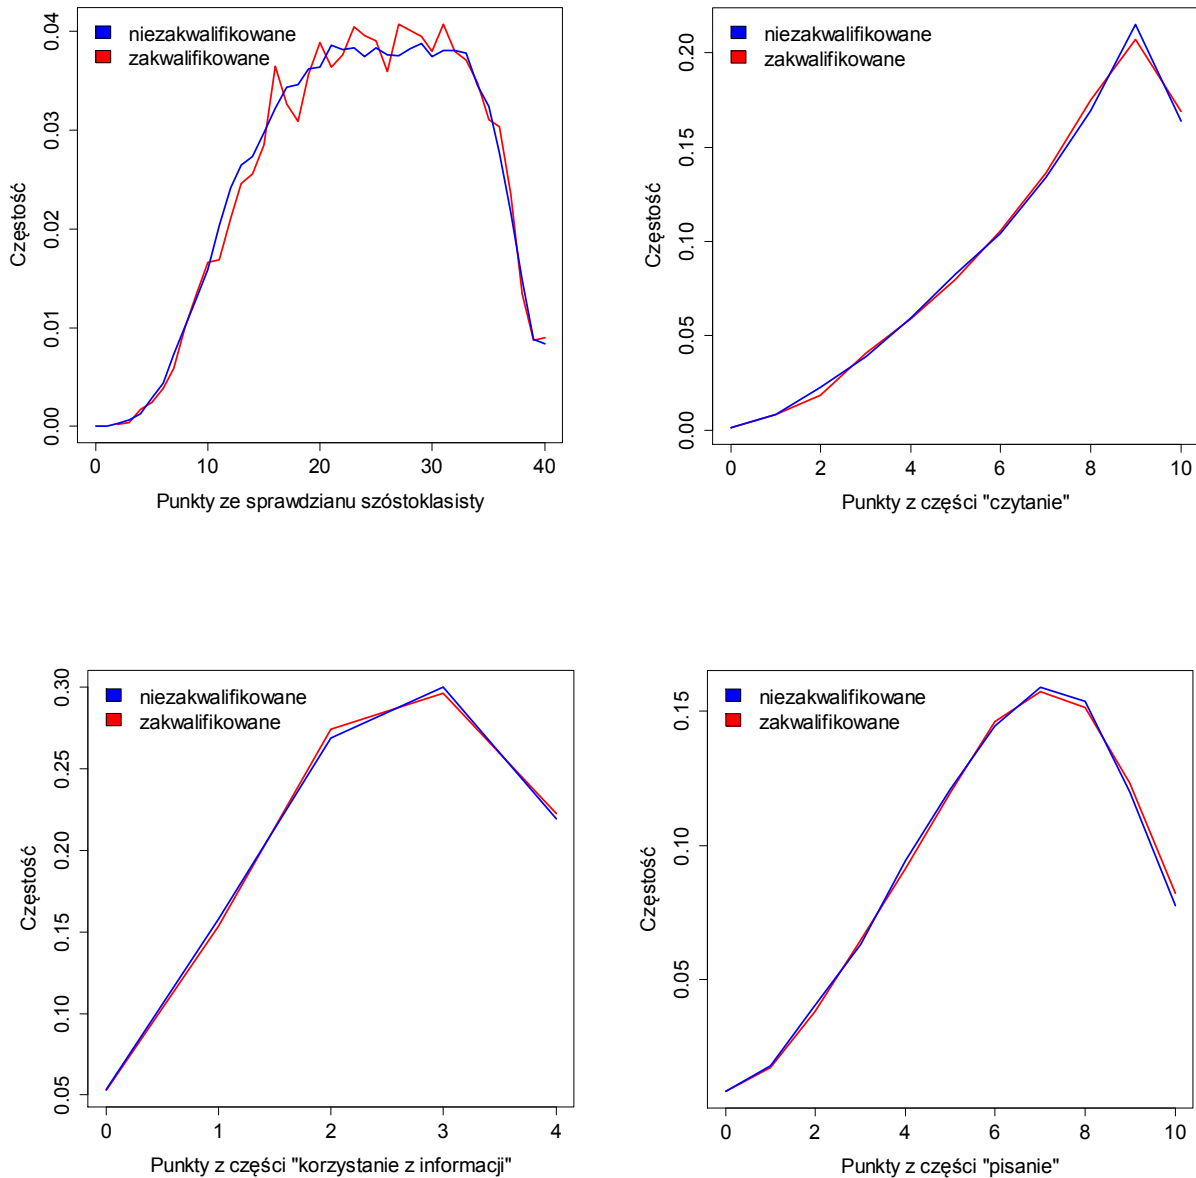 niezakwalifikowane
zakwalifikowane
Częstość
0.00 0.01 0.02 0.03 0.04
0 10 20 30 40
Punkty ze sprawdzianu szóstoklasisty
niezakwalifikowane
zakwalifikowane
Częstość
0.00 0.05 0.10 0.15 0.20
0 2 4 6 8 10
Punkty z części "czytanie"
niezakwalifikowane
zakwalifikowane
Częstość
0.05 0.10 0.15 0.20 0.25 0.30
0 1 2 3 4
Punkty z części "korzystanie z informacji"
niezakwalifikowane
zakwalifikowane
Częstość
0.05 0.10 0.15
0 2 4 6 8 10
Punkty z części "pisanie"